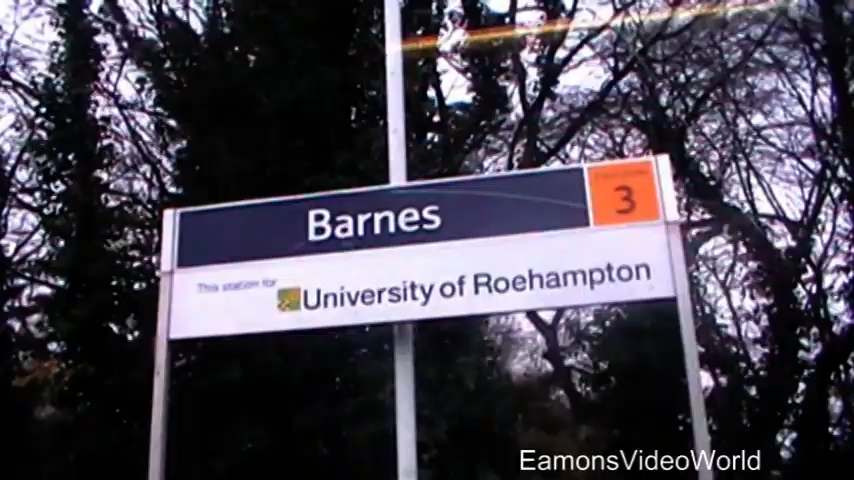 Barnes
3
This station for
University of Roehampton
EamonsVideoWorld